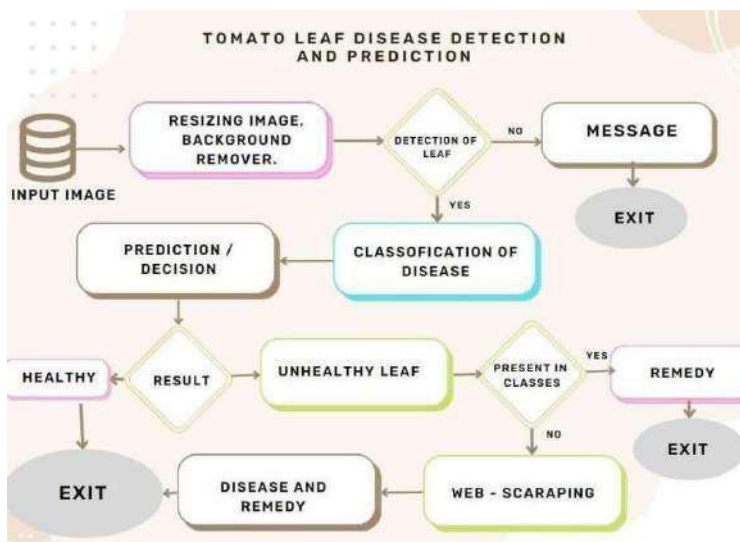 TOMATO LEAF DISEASE DETECTION
AND PREDICTION
RESIZING IMAGE,
BACKGROUND
REMOVER.
DETECTION OF
LEAF
NO
MESSAGE
INPUT IMAGE
EXIT
YES
PREDICTION /
DECISION
CLASSOFICATION OF
DISEASE
HEALTHY
RESULT
UNHEALTHY LEAF
PRESENT IN
CLASSES
YES
REMEDY
NO
EXIT
EXIT
DISEASE AND
REMEDY
WEB - SCARAPING